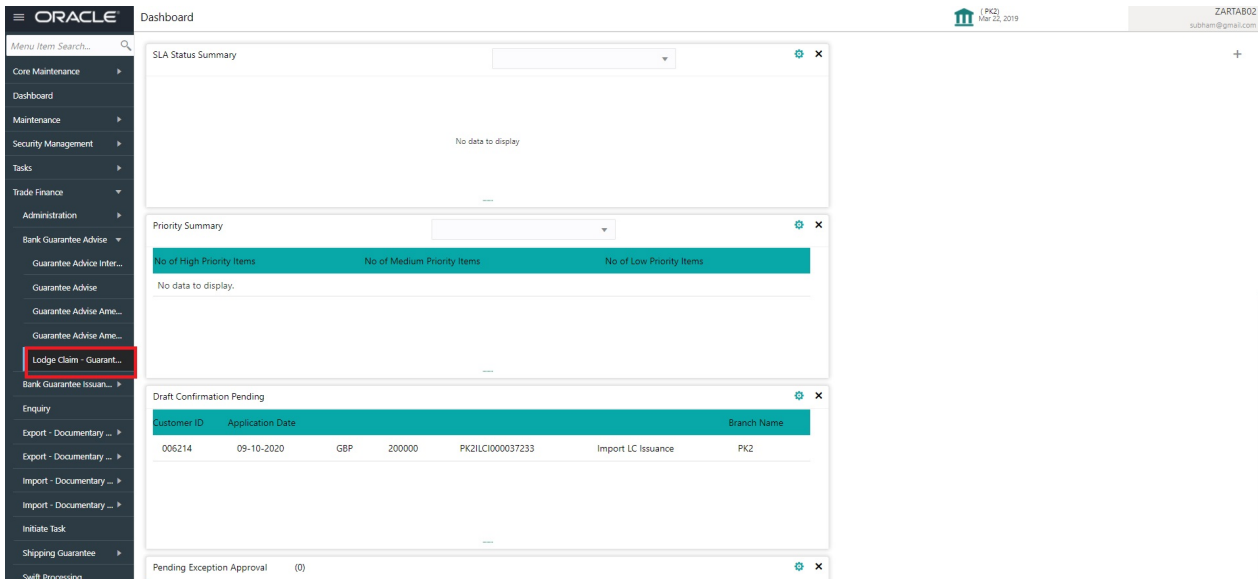 ORACLE
Dashboard
( PK2)
Mar 22, 2019
ZARTAB02
subham@gmail.com
Menu Item Search...
Core Maintenance
Dashboard
Maintenance
Security Management
Tasks
Trade Finance
Administration
Bank Guarantee Advise
Guarantee Advice Inter...
Guarantee Advise
Guarantee Advise Ame...
Guarantee Advise Ame...
Lodge Claim - Guarant...
Bank Guarantee Issuan...
Enquiry
Export - Documentary ...
Export - Documentary ...
Import - Documentary ...
Import - Documentary ...
Initiate Task
Shipping Guarantee
Swift Processing
SLA Status Summary
No data to display
Priority Summary
No of High Priority Items No of Medium Priority Items No of Low Priority Items
No data to display.
Draft Confirmation Pending
Customer ID Application Date Branch Name
006214 09-10-2020 GBP 200000 PK2ILCI000037233 Import LC Issuance PK2
Pending Exception Approval (0)